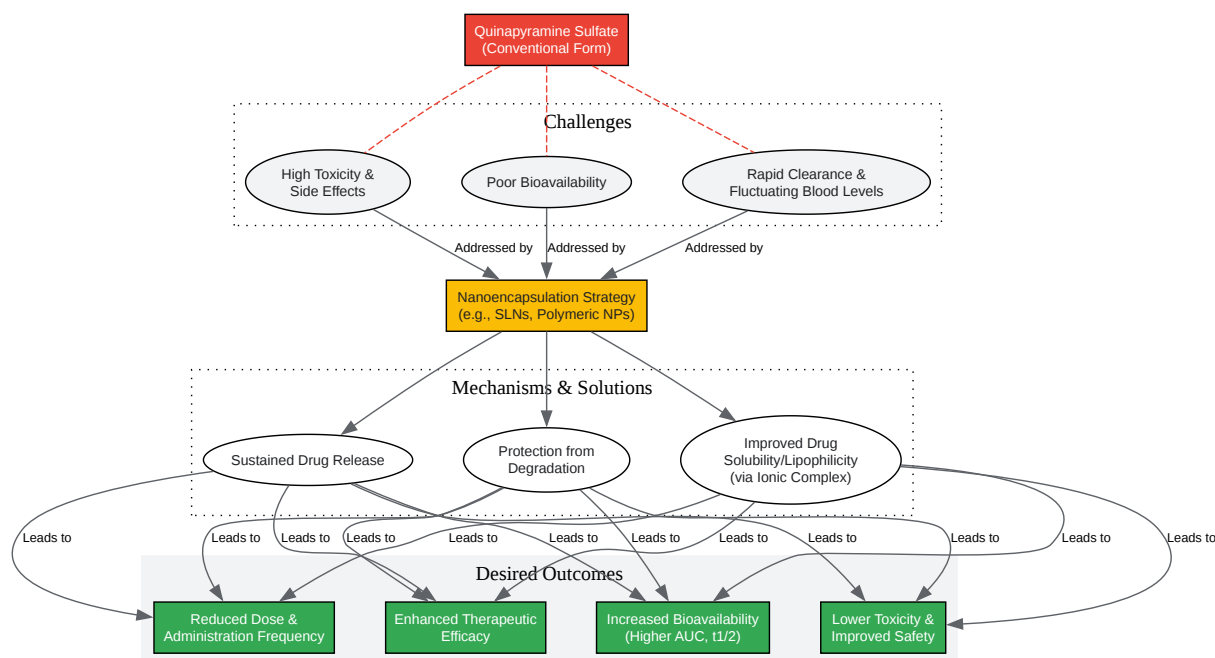 Quinapyramine Sulfate
(Conventional Form)
Challenges
High Toxicity &
Side Effects
Poor Bioavailability
Rapid Clearance &
Fluctuating Blood Levels
Addressed by
Addressed by
Addressed by
Nanoencapsulation Strategy
(e.g., SLNs, Polymeric NPs)
Mechanisms & Solutions
Sustained Drug Release
Protection from
Degradation
Improved Drug
Solubility/Lipophilicity
(via Ionic Complex)
Leads to
Leads to
Leads to
Leads to
Leads to
Leads to
Leads to
Leads to
Leads to
Leads to
Leads to
Leads to
Desired Outcomes
Reduced Dose &
Administration Frequency
Enhanced Therapeutic
Efficacy
Increased Bioavailability
(Higher AUC, t1/2)
Lower Toxicity &
Improved Safety